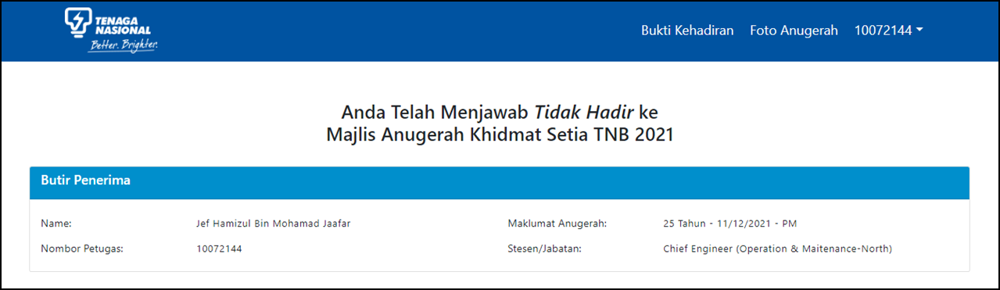 TENAGA
NASIONAL
Better. Brighter.
Bukti Kehadiran Foto Anugerah 10072144
Anda Telah Menjawab Tidak Hadir ke
Majlis Anugerah Khidmat Setia TNB 2021
Butir Penerima
Name: Jef Hamizul Bin Mohamad Jaafar Maklumat Anugerah: 25 Tahun - 11/12/2021 - PM
Nombor Petugas: 10072144 Stesen/Jabatan: Chief Engineer (Operation & Maitenance-North)